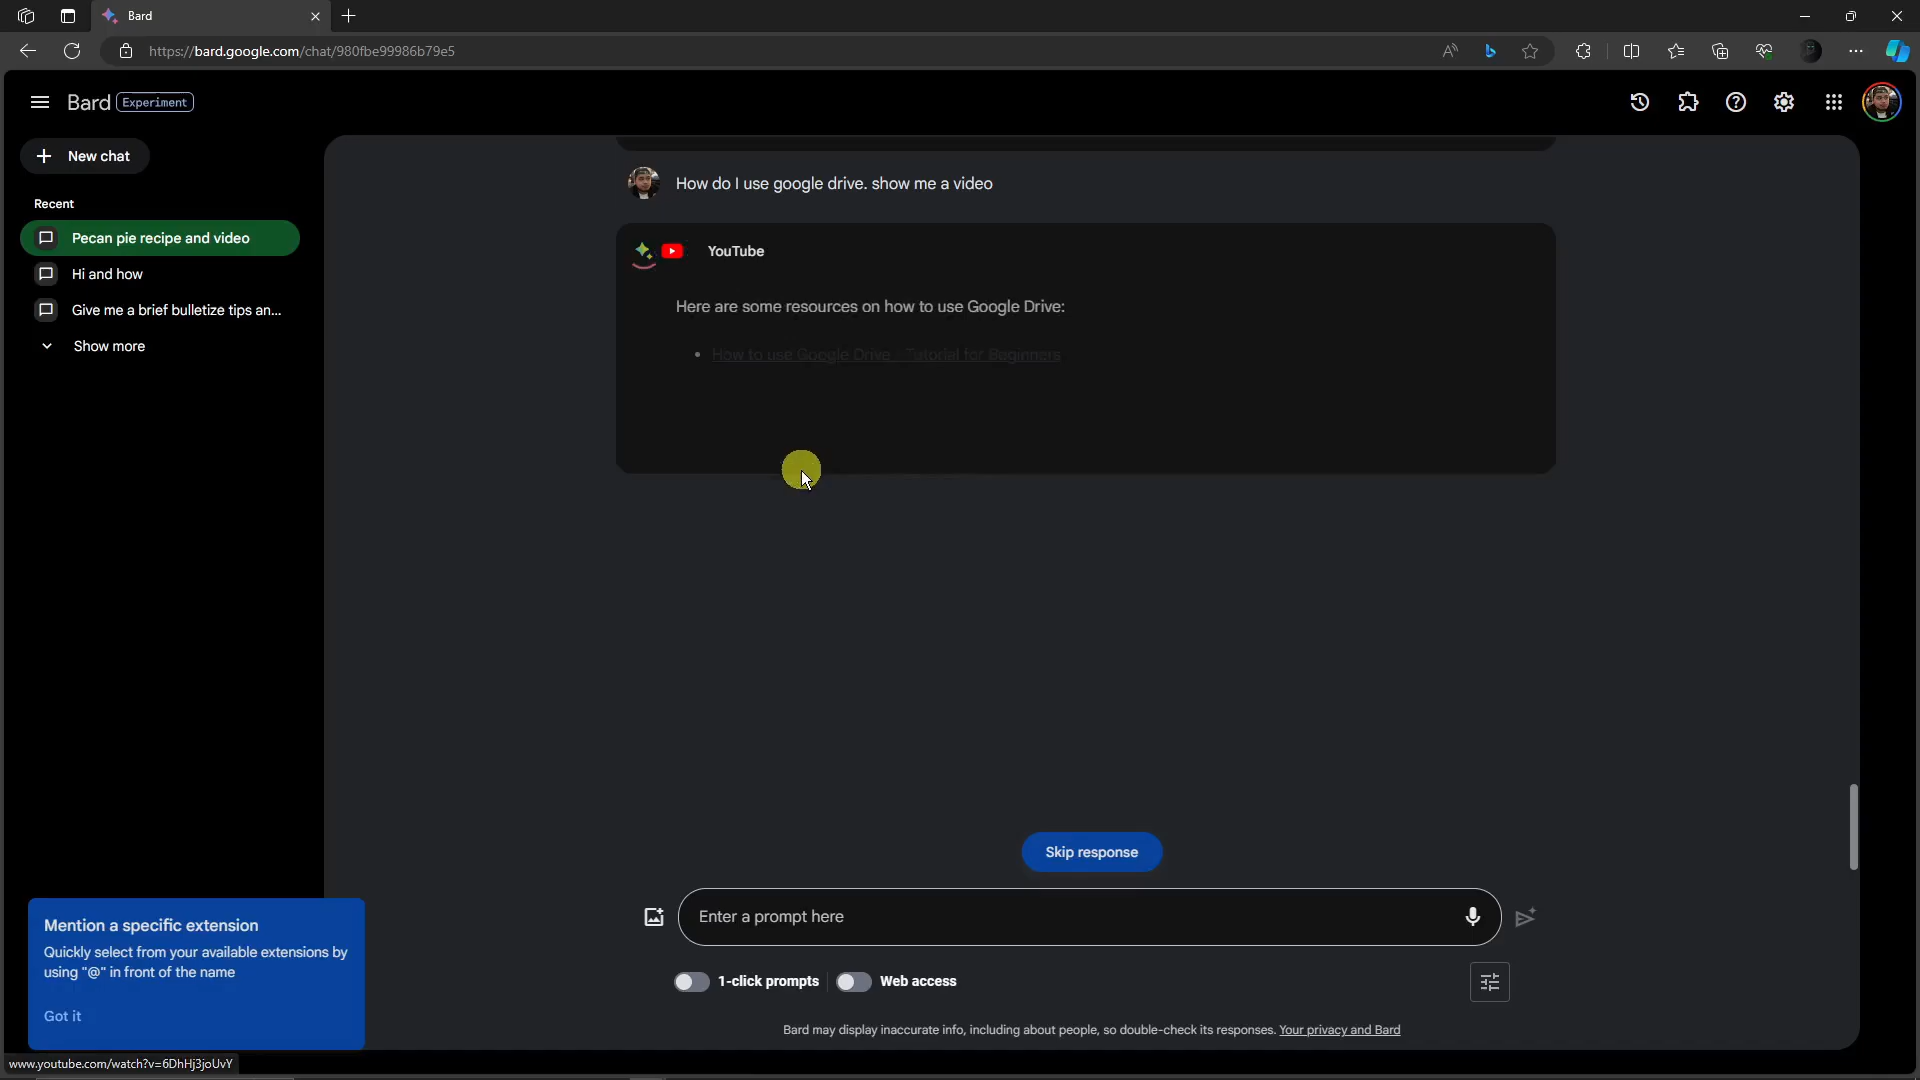 Bard
https://bard.google.com/chat/980fbe99986b79e5
Bard Experiment
New chat
Recent
Pecan pie recipe and video
Hi and how
Give me a brief bulletize tips an...
Show more
How do I use google drive. show me a video
YouTube
Here are some resources on how to use Google Drive:
• How to use Google Drive - Tutorial for Beginners
Skip response
Enter a prompt here
1-click prompts
Web access
Bard may display inaccurate info, including about people, so double-check its responses. Your privacy and Bard
Mention a specific extension
Quickly select from your available extensions by
using "@" in front of the name
Got it
www.youtube.com/watch?v=6DhHj3joUvY